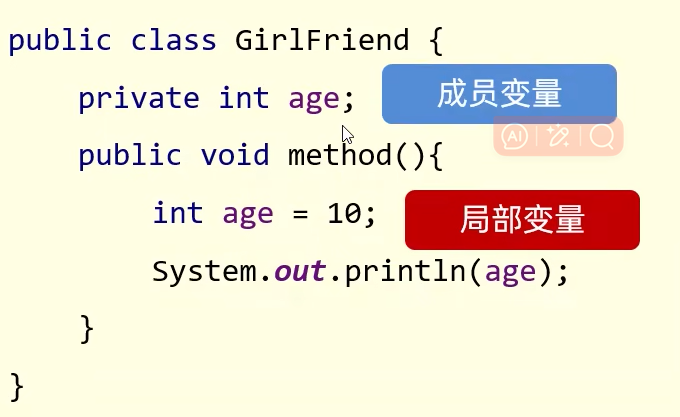 public class GirlFriend {
private int age;
成员变量
AI
public void method(){
int age = 10;
局部变量
System.out.println(age);
}
}